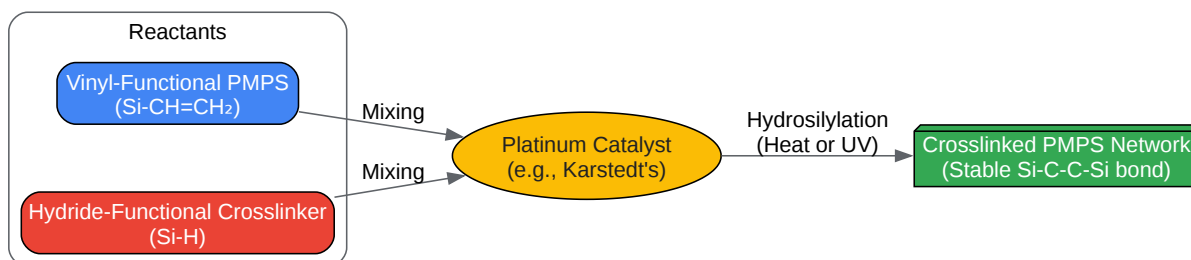 Reactants
Vinyl-Functional PMPS
(Si-CH=CH₂)
Mixing
Hydride-Functional Crosslinker
(Si-H)
Mixing
Platinum Catalyst
(e.g., Karstedt's)
Hydrosilylation
(Heat or UV)
Crosslinked PMPS Network
(Stable Si-C-C-Si bond)